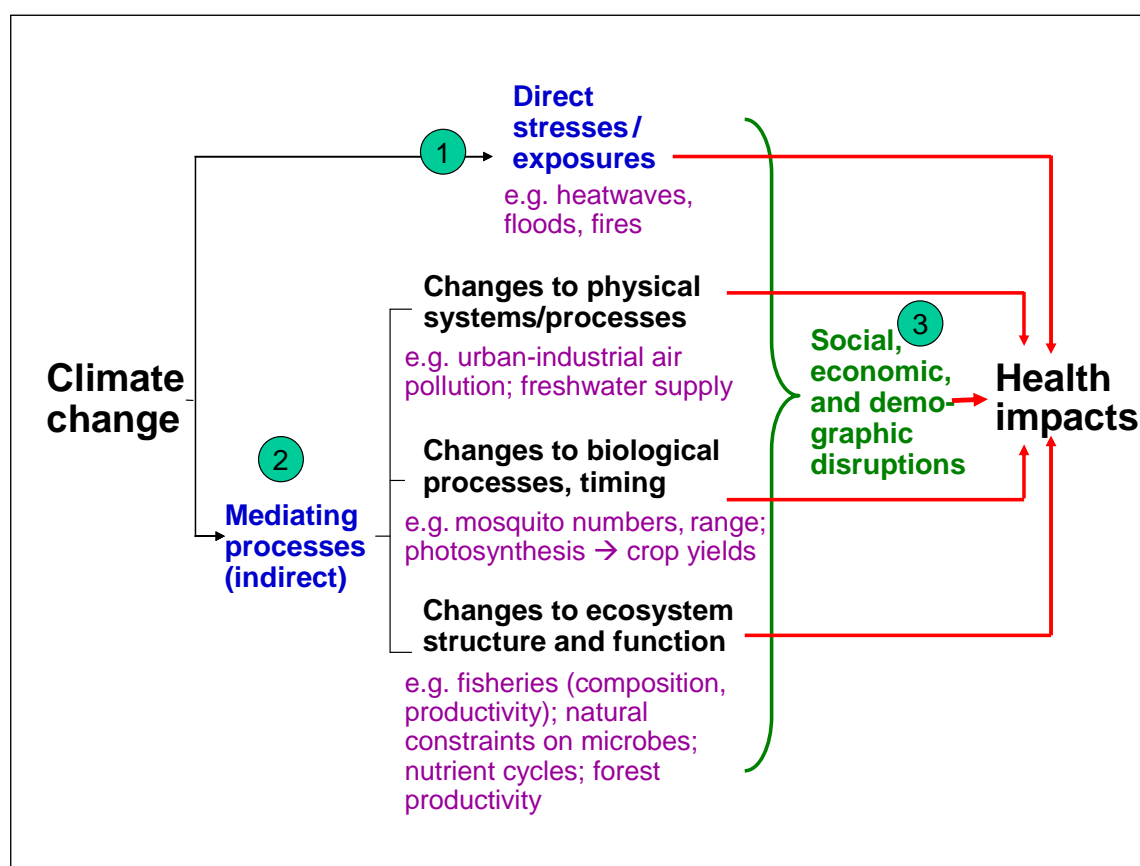 Direct
stresses/
exposures
1
e.g. heatwaves,
floods, fires
Changes to physical
systems/processes
e.g. urban-industrial air
pollution; freshwater supply
3
Social,
economic,
and demo-
graphic
disruptions
Health
impacts
Climate
change
2
Mediating
processes
(indirect)
Changes to biological
processes, timing
e.g. mosquito numbers, range;
photosynthesis → crop yields
Changes to ecosystem
structure and function
e.g. fisheries (composition,
productivity); natural
constraints on microbes;
nutrient cycles; forest
productivity